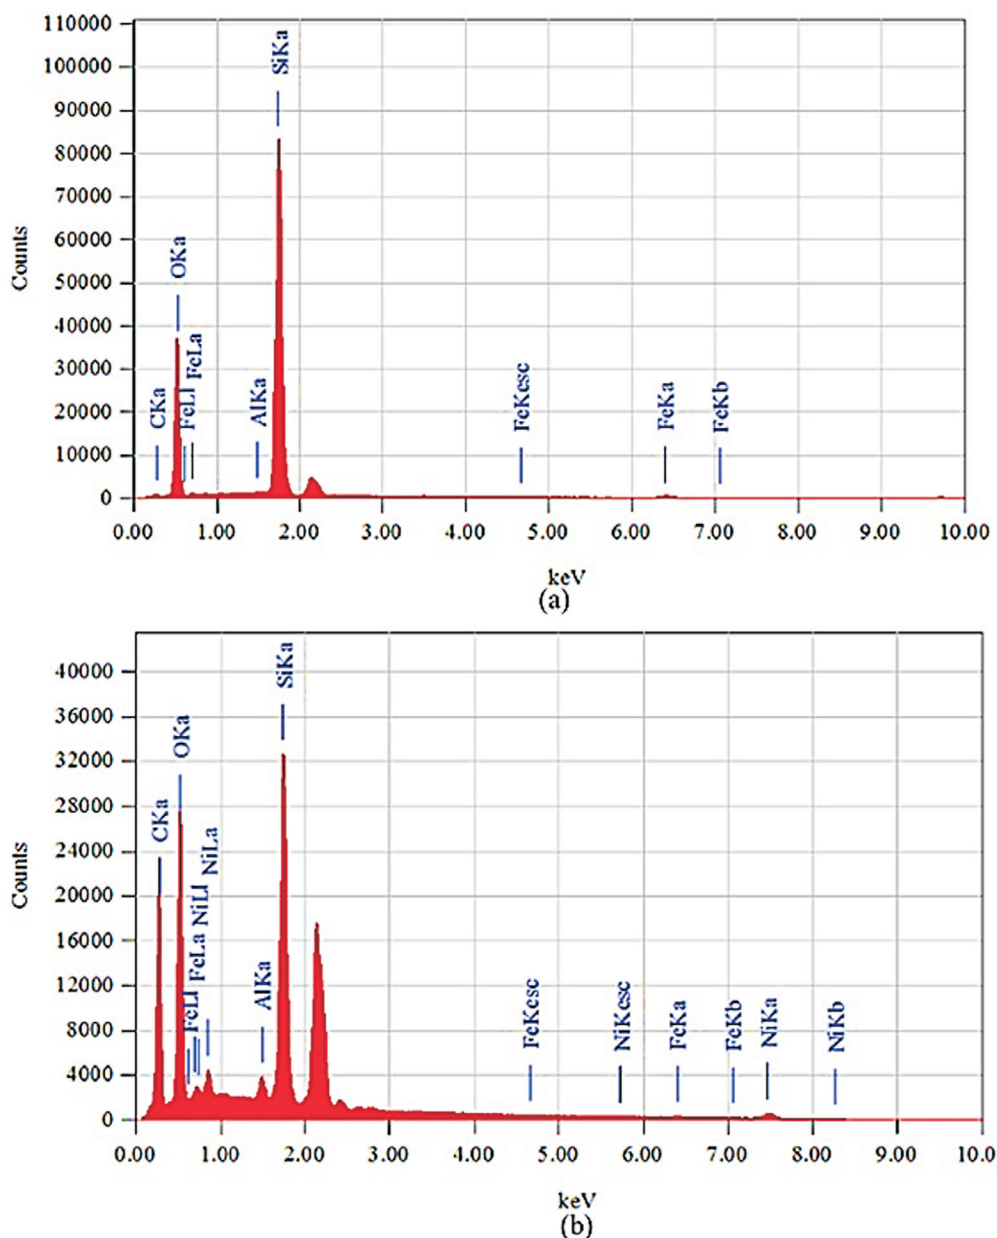 110000
100000
90000
80000
70000
60000
50000
40000
30000
20000
10000
0
Counts
CKa
OKa
FeLl
FeLa
AlKa
SiKa
FeKesc
FeKa
FeKb
0.00 1.00 2.00 3.00 4.00 5.00 6.00 7.00 8.00 9.00 10.00
keV
(a)
40000
36000
32000
28000
24000
20000
16000
12000
8000
4000
0
Counts
CKa
OKa
FeLl
FeLa
NiLl
NiLa
AlKa
SiKa
FeKesc
NiKesc
FeKa
FeKb
NiKa
NiKb
0.00 1.00 2.00 3.00 4.00 5.00 6.00 7.00 8.00 9.00 10.0
keV
(b)